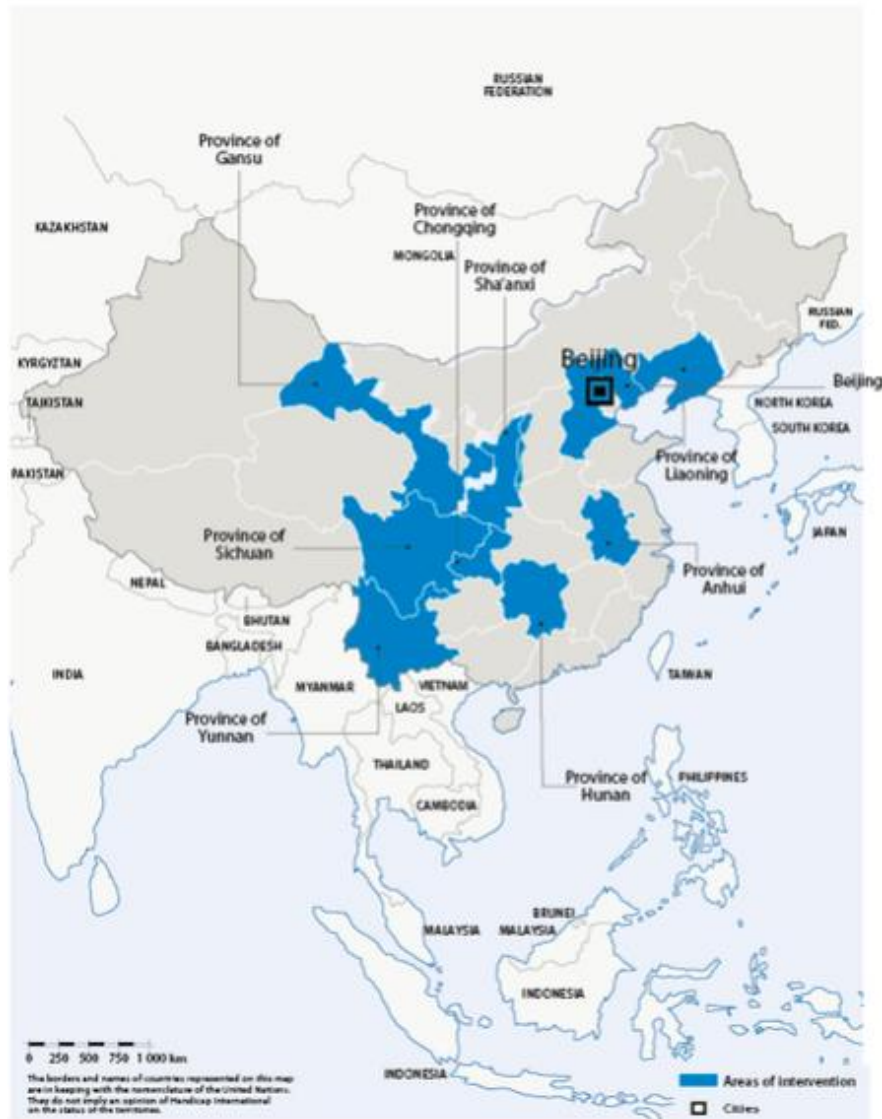 RUSSIAN
FEDERATION
Province of
Gansu
Province of
Chongqing
KAZAKHSTAN
MONGOLIA
Province of
Sha'anxi
RUSSIAN
FED.
KYRGYZTAN
Beijing
Beijing
TAJKISTAN
NORTH KOREA
SOUTH KOREA
PAKISTAN
Province of
Liaoning
Province of
Sichuan
JAPAN
NEPAL
Province of
Anhui
BHUTAN
BANGLADESH
INDIA
MYANMAR
VIETNAM
TAIWAN
LAOS
Province of
Yunnan
THAILAND
Province of
Hunan
PHILIPPINES
CAMBODIA
BRUNEI
MALAYSIA
MALAYSIA
INDONESIA
0 250 500 750 1 000 km
INDONESIA
The borders and names of countries represented on this map
are in keeping with the nomenclature of the United Nations.
They do not imply an opinion of Handicap International
on the status of the territories.
Areas of intervention
Cities